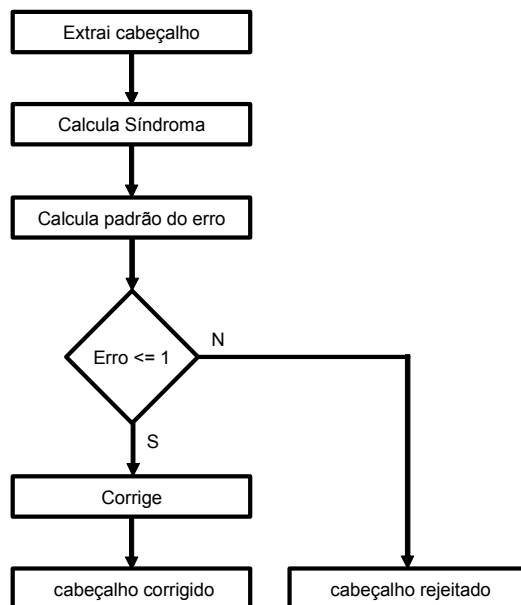 Extrai cabeçalho
Calcula Síndroma
Calcula padrão do erro
Erro <= 1
N
S
Corrige
cabeçalho corrigido
cabeçalho rejeitado